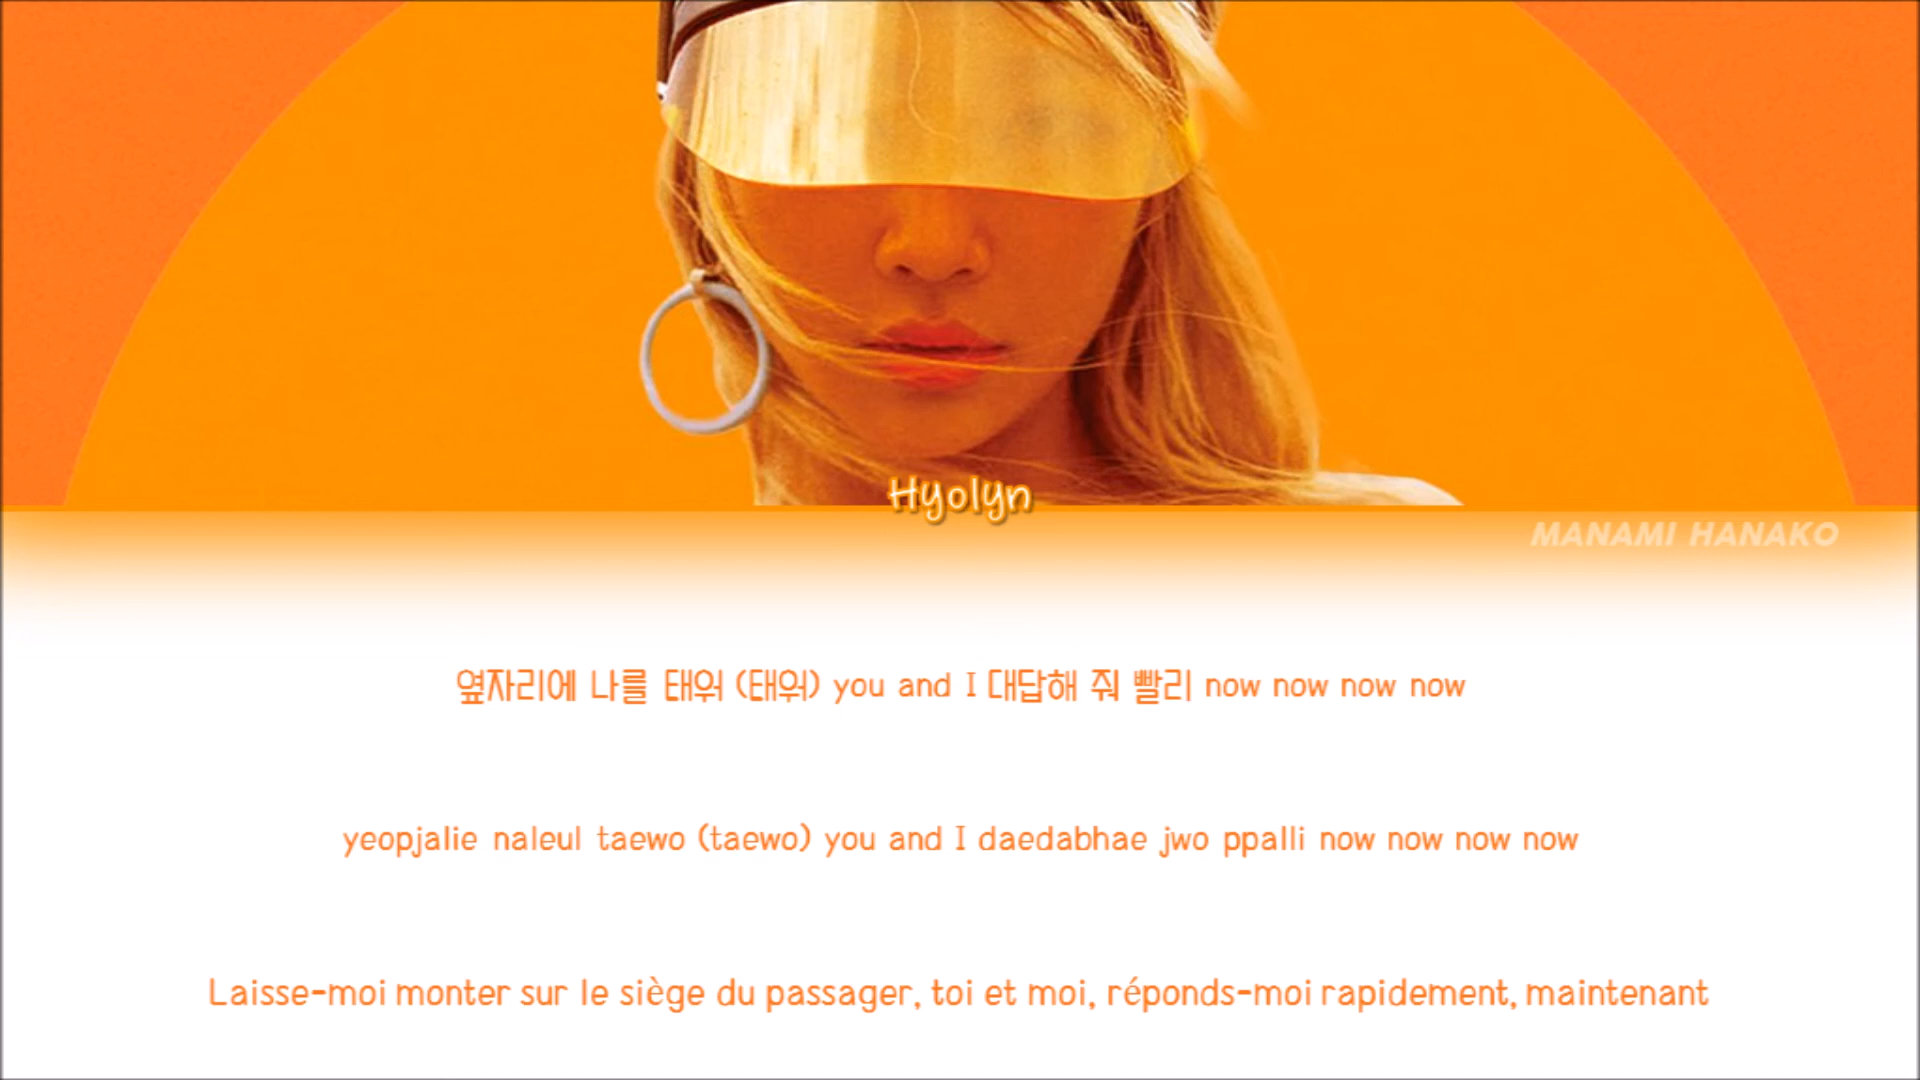 Hyolyn
MANAMI HANAKO
옆자리에 나를 태워 (태워) you and I 대답해 줘 빨리 now now now now
yeopjalie naleul taewo (taewo) you and I daedabhae jwo ppalli now now now now
Laisse-moi monter sur le siège du passager, toi et moi, réponds-moi rapidement, maintenant